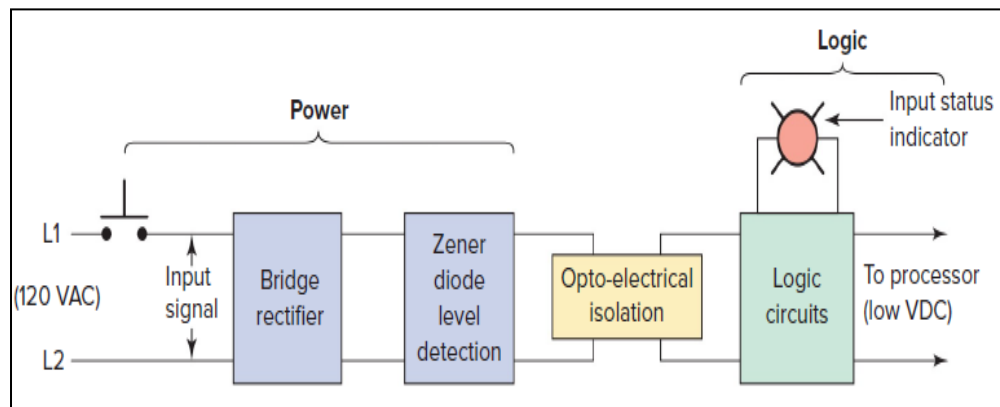 Logic
Power
Input status
indicator
L1
(120 VAC)
L2
Input
signal
Bridge
rectifier
Zener
diode
level
detection
Opto-electrical
isolation
Logic
circuits
To processor
(low VDC)